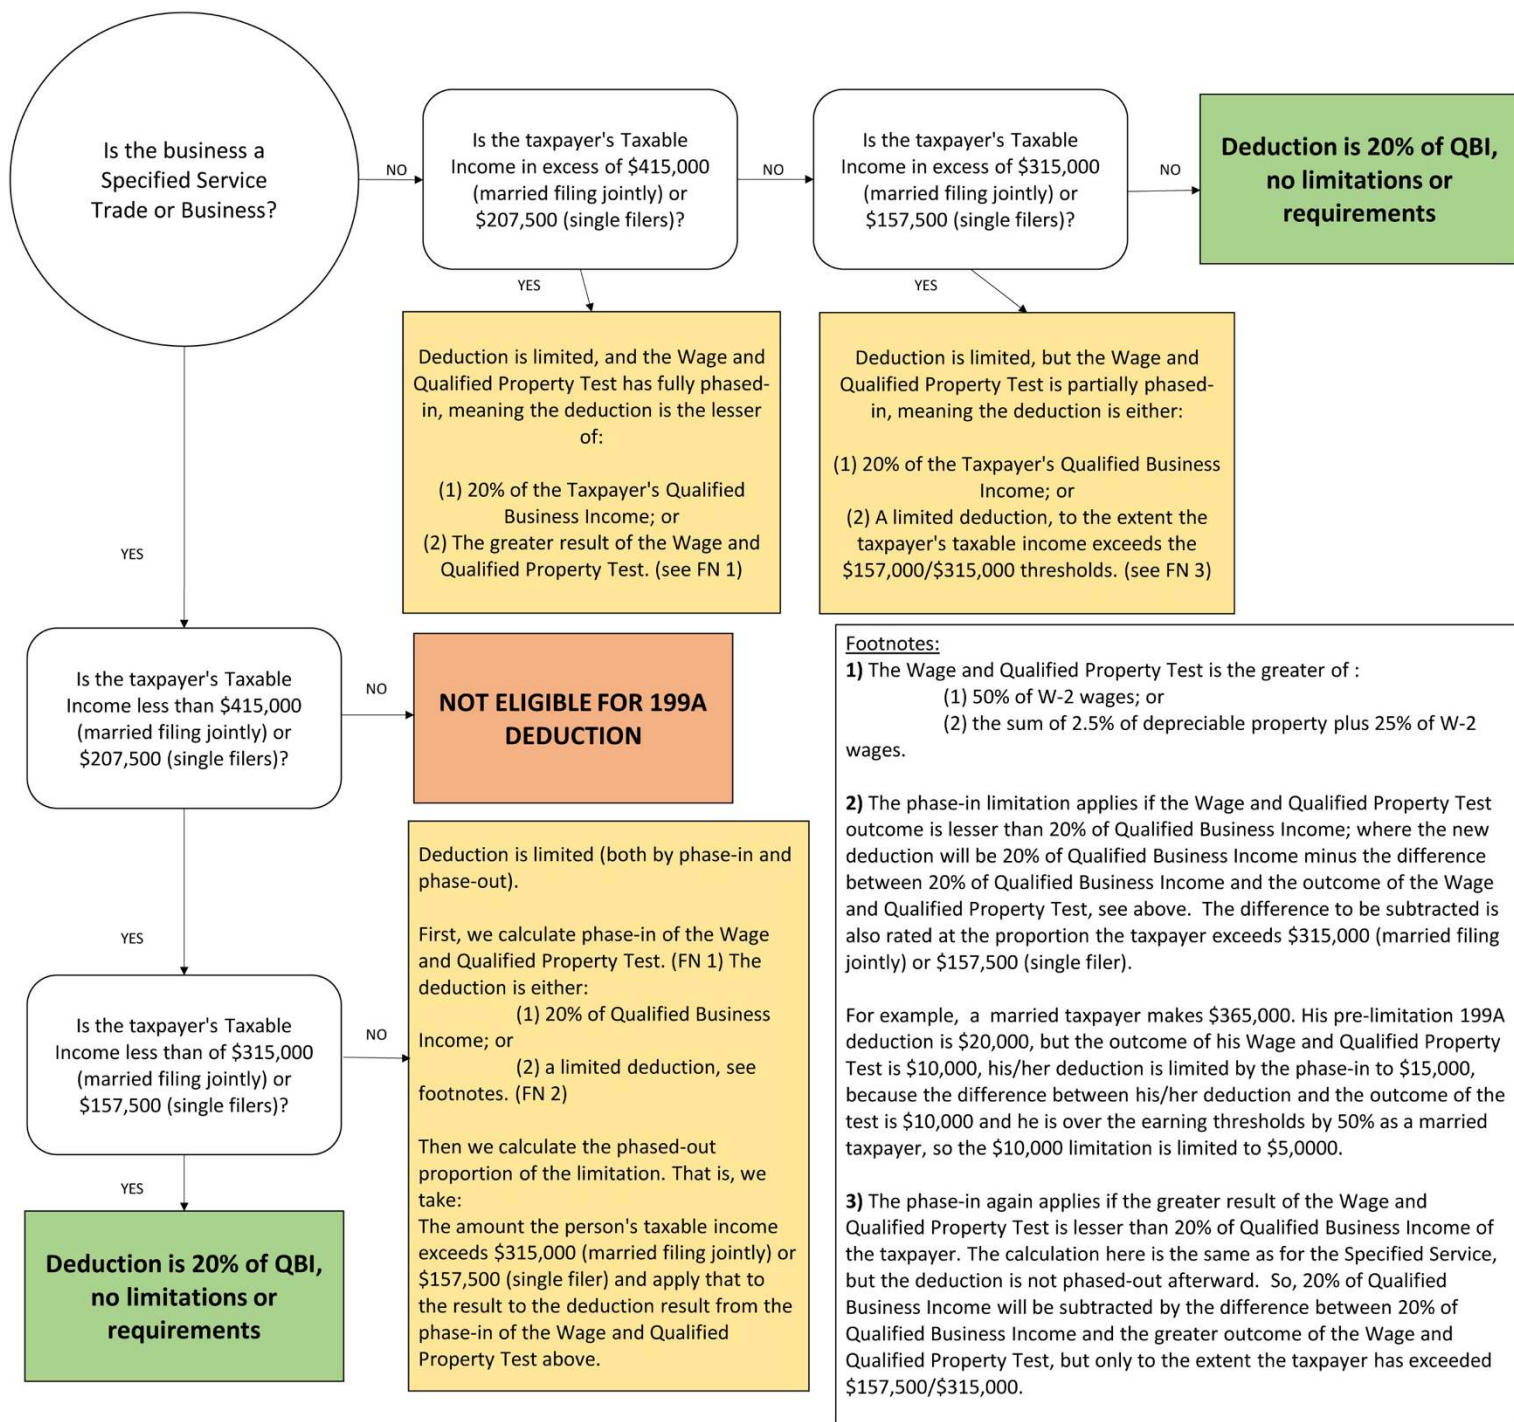 Is the business a
Specified Service
Trade or Business?
NO
Is the taxpayer's Taxable
Income in excess of $415,000
(married filing jointly) or
$207,500 (single filers)?
NO
Is the taxpayer's Taxable
Income in excess of $315,000
(married filing jointly) or
$157,500 (single filers)?
NO
Deduction is 20% of QBI,
no limitations or
requirements
YES
Deduction is limited, and the Wage and
Qualified Property Test has fully phased-
in, meaning the deduction is the lesser
of:
(1) 20% of the Taxpayer's Qualified
Business Income; or
(2) The greater result of the Wage and
Qualified Property Test. (see FN 1)
YES
Deduction is limited, but the Wage and
Qualified Property Test is partially phased-
in, meaning the deduction is either:
(1) 20% of the Taxpayer's Qualified Business
Income; or
(2) A limited deduction, to the extent the
taxpayer's taxable income exceeds the
$157,000/$315,000 thresholds. (see FN 3)
YES
Is the taxpayer's Taxable
Income less than $415,000
(married filing jointly) or
$207,500 (single filers)?
NO
NOT ELIGIBLE FOR 199A
DEDUCTION
YES
Is the taxpayer's Taxable
Income less than of $315,000
(married filing jointly) or
$157,500 (single filers)?
NO
Deduction is limited (both by phase-in and
phase-out).
First, we calculate phase-in of the Wage
and Qualified Property Test. (FN 1) The
deduction is either:
(1) 20% of Qualified Business
Income; or
(2) a limited deduction, see
footnotes. (FN 2)
Then we calculate the phased-out
proportion of the limitation. That is, we
take:
The amount the person's taxable income
exceeds $315,000 (married filing jointly) or
$157,500 (single filer) and apply that to
the result to the deduction result from the
phase-in of the Wage and Qualified
Property Test above.
YES
Deduction is 20% of QBI,
no limitations or
requirements
Footnotes:
1) The Wage and Qualified Property Test is the greater of :
(1) 50% of W-2 wages; or
(2) the sum of 2.5% of depreciable property plus 25% of W-2
wages.
2) The phase-in limitation applies if the Wage and Qualified Property Test
outcome is lesser than 20% of Qualified Business Income; where the new
deduction will be 20% of Qualified Business Income minus the difference
between 20% of Qualified Business Income and the outcome of the Wage
and Qualified Property Test, see above. The difference to be subtracted is
also rated at the proportion the taxpayer exceeds $315,000 (married filing
jointly) or $157,500 (single filer).
For example, a married taxpayer makes $365,000. His pre-limitation 199A
deduction is $20,000, but the outcome of his Wage and Qualified Property
Test is $10,000, his/her deduction is limited by the phase-in to $15,000,
because the difference between his/her deduction and the outcome of the
test is $10,000 and he is over the earning thresholds by 50% as a married
taxpayer, so the $10,000 limitation is limited to $5,0000.
3) The phase-in again applies if the greater result of the Wage and
Qualified Property Test is lesser than 20% of Qualified Business Income of
the taxpayer. The calculation here is the same as for the Specified Service,
but the deduction is not phased-out afterward. So, 20% of Qualified
Business Income will be subtracted by the difference between 20% of
Qualified Business Income and the greater outcome of the Wage and
Qualified Property Test, but only to the extent the taxpayer has exceeded
$157,500/$315,000.